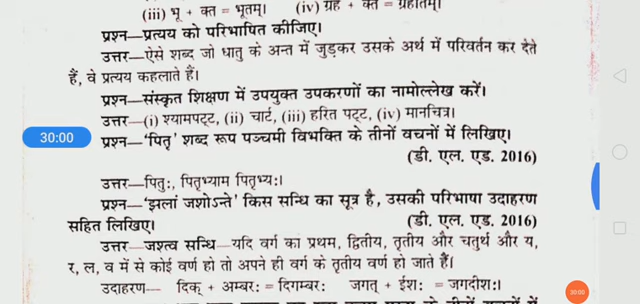 (iii) भू + क्त = भूतम्। (iv) ग्रह + क्त = ग्रहीतम्।
प्रश्न—प्रत्यय को परिभाषित कीजिए।
उत्तर—ऐसे शब्द जो धातु के अन्त में जुड़कर उसके अर्थ में परिवर्तन कर देते
हैं, वे प्रत्यय कहलाते हैं।
प्रश्न—संस्कृत शिक्षण में उपयुक्त उपकरणों का नामोल्लेख करें।
उत्तर—(i) श्यामपट्ट, (ii) चार्ट, (iii) हरित पट्ट, (iv) मानचित्र।
30:00
प्रश्न—'पितृ' शब्द रूप पञ्चमी विभक्ति के तीनों वचनों में लिखिए।
(डी. एल. एड. 2016)
उत्तर—पितुः, पितृभ्याम पितृभ्यः।
प्रश्न—'झलां जशोऽन्ते' किस सन्धि का सूत्र है, उसकी परिभाषा उदाहरण
सहित लिखिए। (डी. एल. एड. 2016)
उत्तर—जश्त्व सन्धि—यदि वर्ग का प्रथम, द्वितीय, तृतीय और चतुर्थ और य,
र, ल, व में से कोई वर्ण हो तो अपने ही वर्ग के तृतीय वर्ण हो जाते हैं।
उदाहरण— दिक् + अम्बरः = दिगम्बरः जगत् + ईशः = जगदीशः।
30:00